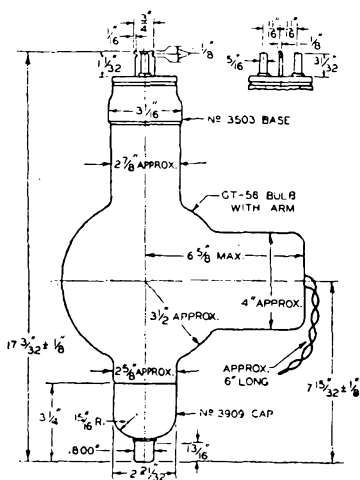 3/4"
1/16"
1/8"
1 1/32"
11/16" 11/16"
5/16"
1/8"
31/32"
3 1/16"
Nº 3503 BASE
2 7/8" APPROX.
GT-56 BULB
WITH ARM
6 5/8" MAX.
3 1/2" APPROX.
4" APPROX.
17 3/32" ± 1/8"
2 5/8" APPROX.
APPROX.
6" LONG
7 15/32" ± 1/8"
3 1/4"
15/16" R.
Nº 3909 CAP
.800"
13/16"
2 21/32"